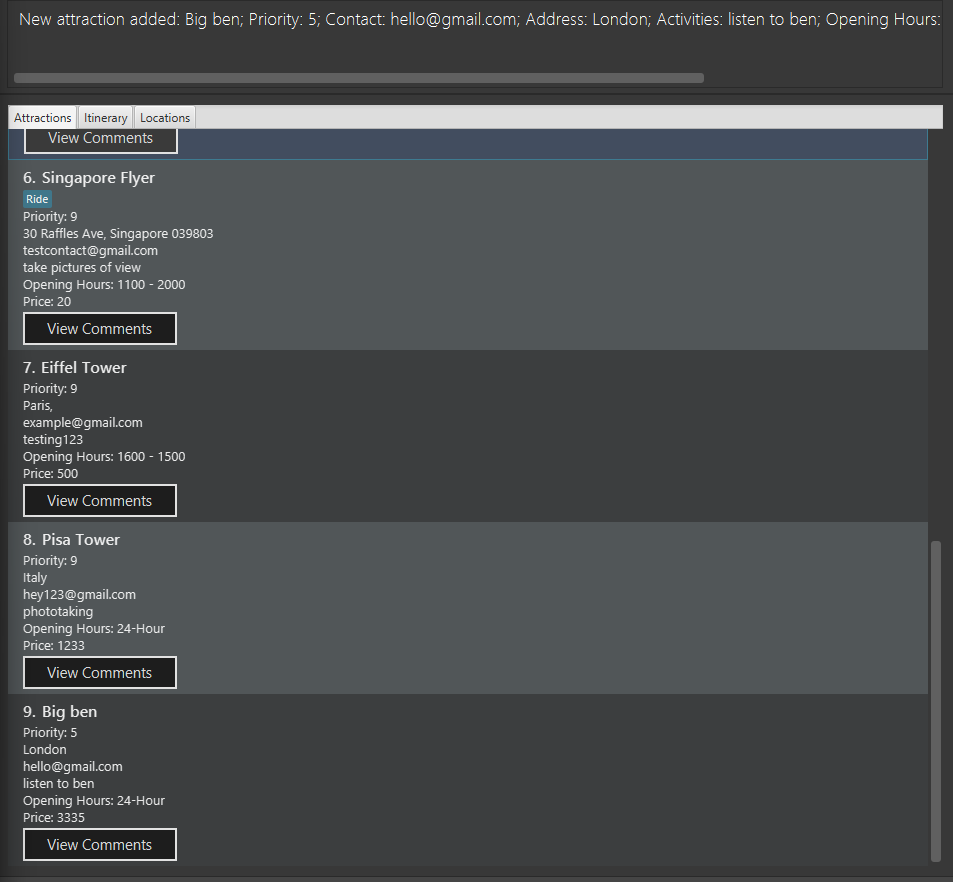 New attraction added: Big ben; Priority: 5; Contact: hello@gmail.com; Address: London; Activities: listen to ben; Opening Hours:
Attractions Itinerary Locations
View Comments
6. Singapore Flyer
Ride
Priority: 9
30 Raffles Ave, Singapore 039803
testcontact@gmail.com
take pictures of view
Opening Hours: 1100 - 2000
Price: 20
View Comments
7. Eiffel Tower
Priority: 9
Paris,
example@gmail.com
testing123
Opening Hours: 1600 - 1500
Price: 500
View Comments
8. Pisa Tower
Priority: 9
Italy
hey123@gmail.com
phototaking
Opening Hours: 24-Hour
Price: 1233
View Comments
9. Big ben
Priority: 5
London
hello@gmail.com
listen to ben
Opening Hours: 24-Hour
Price: 3335
View Comments